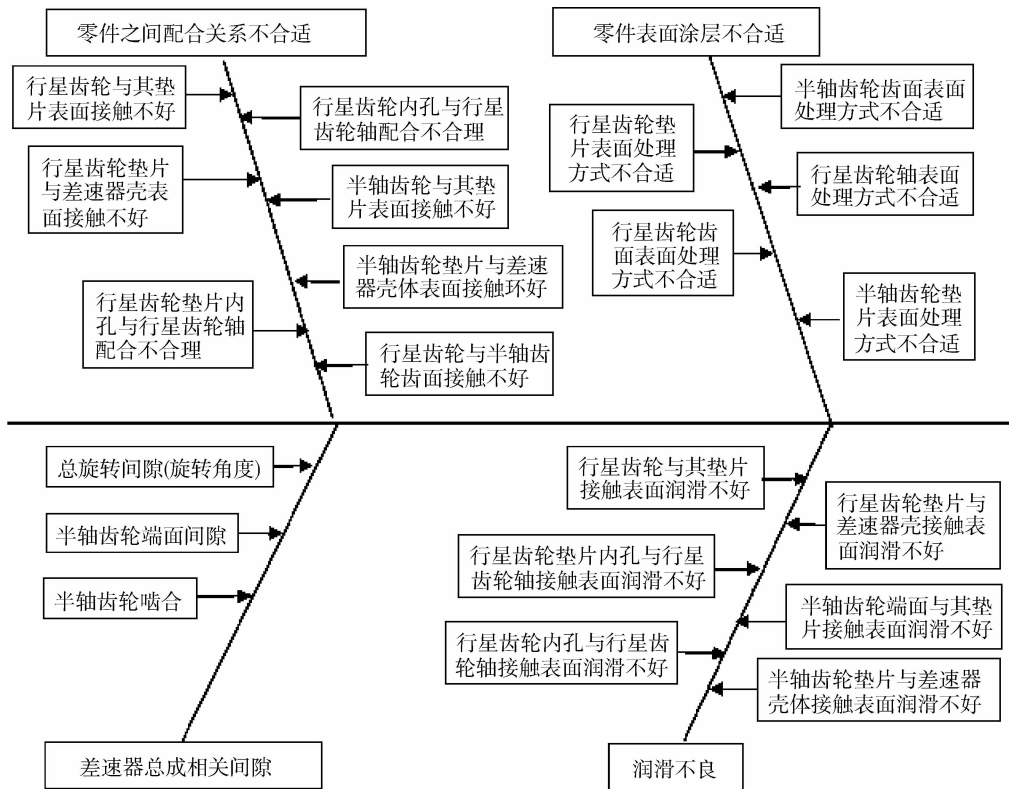 零件之间配合关系不合适
行星齿轮与其垫
片表面接触不好
行星齿轮内孔与行星
齿轮轴配合不合理
行星齿轮垫片
与差速器壳表
面接触不好
半轴齿轮与其垫
片表面接触不好
半轴齿轮垫片与差速
器壳体表面接触环好
行星齿轮垫片内
孔与行星齿轮轴
配合不合理
行星齿轮与半轴齿
轮齿面接触不好
零件表面涂层不合适
半轴齿轮齿面表面
处理方式不合适
行星齿轮垫
片表面处理
方式不合适
行星齿轮轴表面
处理方式不合适
行星齿轮齿
面表面处理
方式不合适
半轴齿轮垫
片表面处理
方式不合适
总旋转间隙(旋转角度)
半轴齿轮端面间隙
半轴齿轮啮合
差速器总成相关间隙
行星齿轮与其垫片
接触表面润滑不好
行星齿轮垫片与
差速器壳接触表
面润滑不好
行星齿轮垫片内孔与行星
齿轮轴接触表面润滑不好
半轴齿轮端面与其垫
片接触表面润滑不好
行星齿轮内孔与行星齿
轮轴接触表面润滑不好
半轴齿轮垫片与差速器
壳体接触表面润滑不好
润滑不良